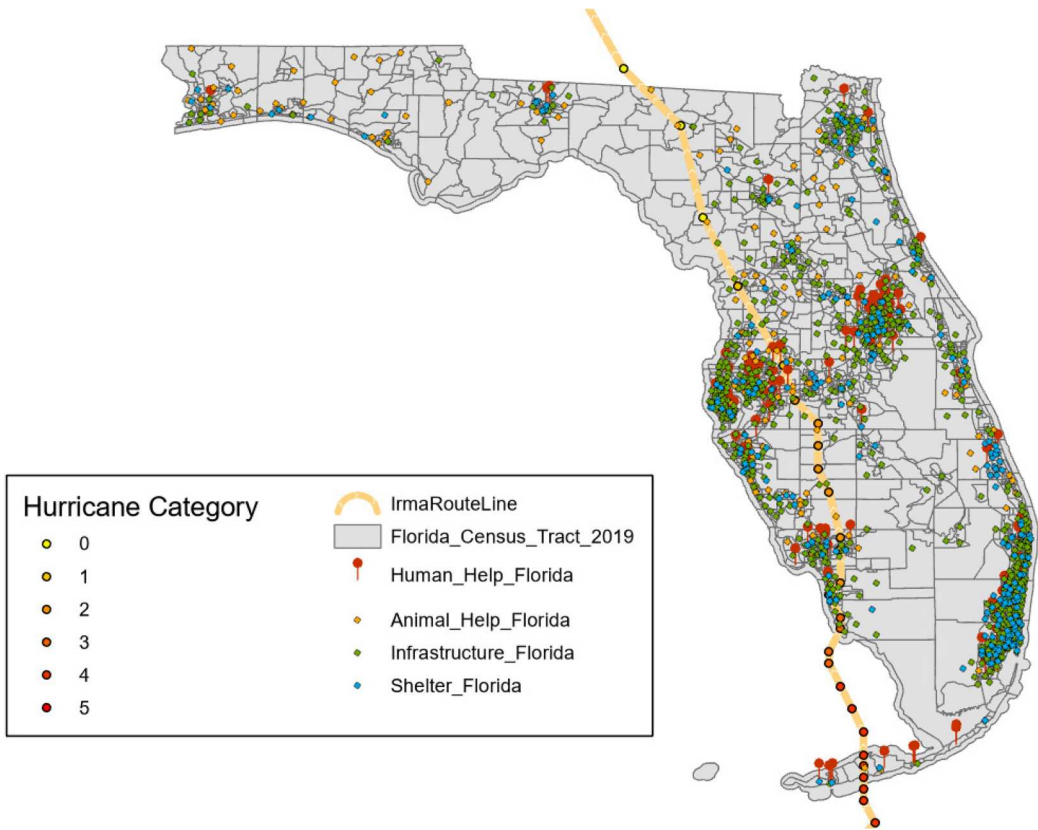 Hurricane Category
0
1
2
3
4
5
IrmaRouteLine
Florida_Census_Tract_2019
Human_Help_Florida
Animal_Help_Florida
Infrastructure_Florida
Shelter_Florida